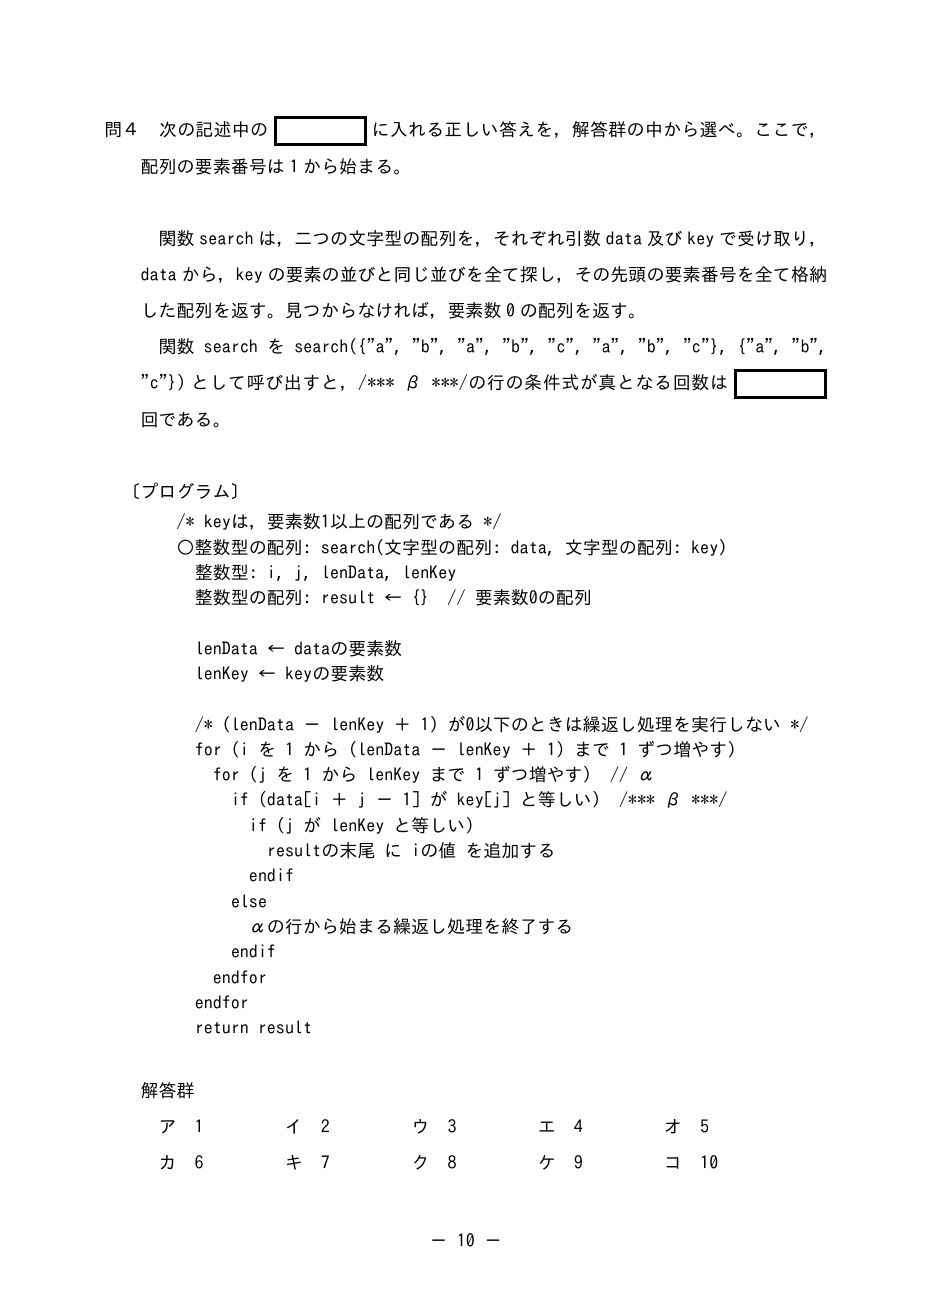 問4 次の記述中の に入れる正しい答えを，解答群の中から選べ。ここで，
配列の要素番号は1から始まる。
関数 search は，二つの文字型の配列を，それぞれ引数 data 及び key で受け取り，
data から，key の要素の並びと同じ並びを全て探し，その先頭の要素番号を全て格納
した配列を返す。見つからなければ，要素数 0 の配列を返す。
関数 search を search({"a", "b", "a", "b", "c", "a", "b", "c"}, {"a", "b",
"c"}) として呼び出すと，/*** β ***/の行の条件式が真となる回数は
回である。
〔プログラム〕
/* keyは，要素数1以上の配列である */
○整数型の配列: search(文字型の配列: data, 文字型の配列: key)
整数型: i, j, lenData, lenKey
整数型の配列: result ← {} // 要素数0の配列
lenData ← dataの要素数
lenKey ← keyの要素数
/* (lenData － lenKey ＋ 1) が0以下のときは繰返し処理を実行しない */
for (i を 1 から (lenData － lenKey ＋ 1) まで 1 ずつ増やす)
for (j を 1 から lenKey まで 1 ずつ増やす) // α
if (data[i ＋ j － 1] が key[j] と等しい) /*** β ***/
if (j が lenKey と等しい)
resultの末尾 に iの値 を追加する
endif
else
αの行から始まる繰返し処理を終了する
endif
endfor
endfor
return result
解答群
ア 1 イ 2 ウ 3 エ 4 オ 5
カ 6 キ 7 ク 8 ケ 9 コ 10
－ 10 －